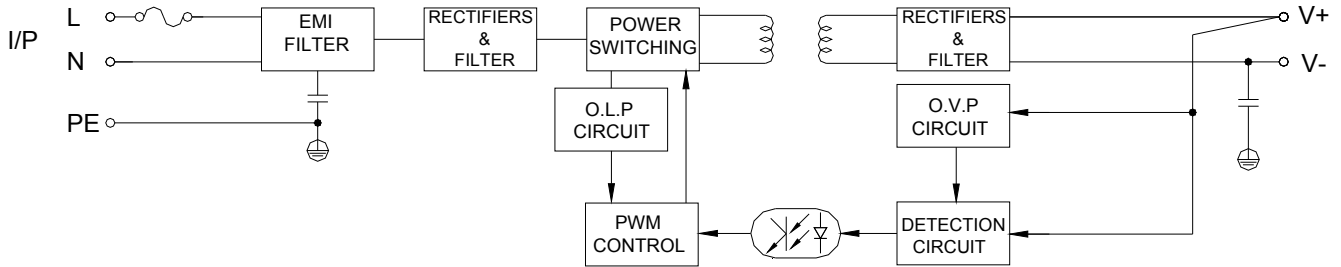 I/P
L
N
PE
EMI
FILTER
RECTIFIERS
&
FILTER
POWER
SWITCHING
RECTIFIERS
&
FILTER
V+
V-
O.L.P
CIRCUIT
O.V.P
CIRCUIT
PWM
CONTROL
DETECTION
CIRCUIT